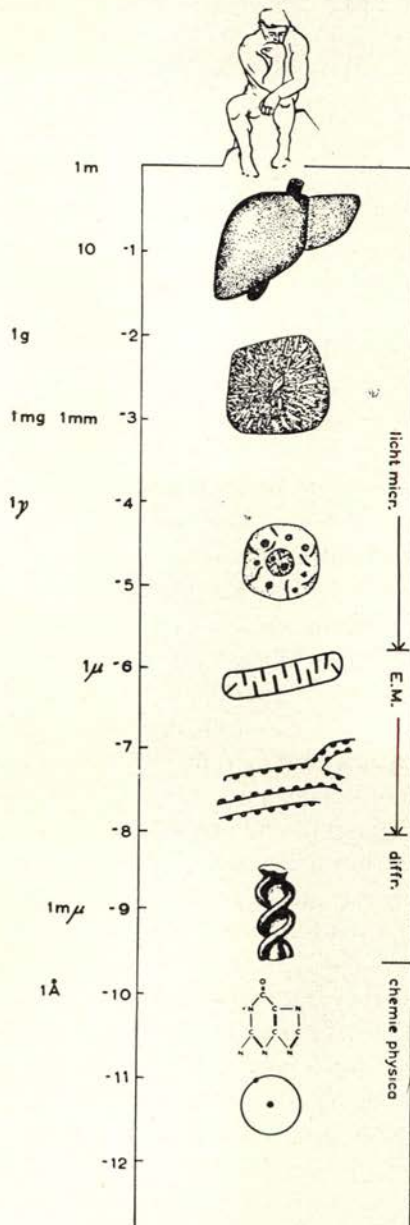 1m
10 -1
-2
1g
1mg 1mm -3
-4
1γ
-5
1μ -6
-7
-8
1mμ -9
1Å -10
-11
-12
licht micr.
E.M.
diffr.
chemie physica
O
C
N C N
C C C
N N N